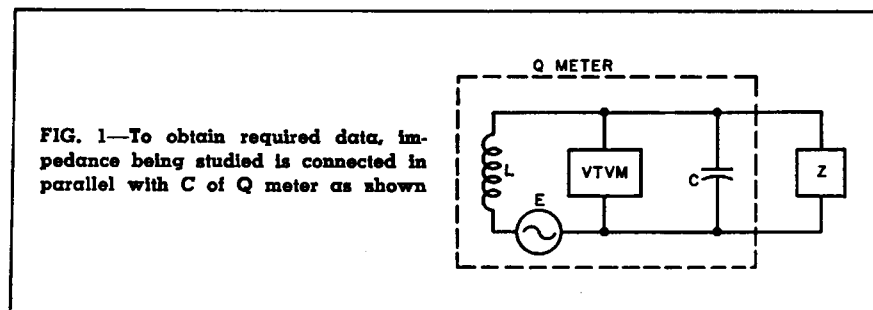 Q METER
FIG. 1—To obtain required data, im-
pedance being studied is connected in
parallel with C of Q meter as shown
L
VTVM
C
Z
E